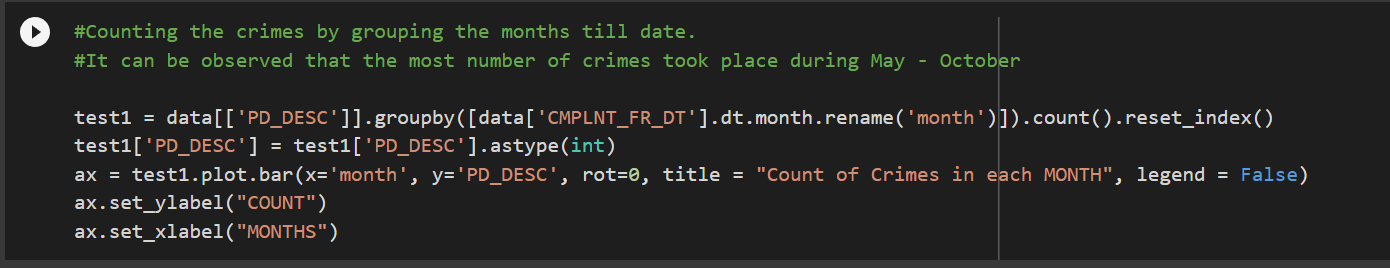 #Counting the crimes by grouping the months till date.
#It can be observed that the most number of crimes took place during May - October
test1 = data[['PD_DESC']].groupby([data['CMPLNT_FR_DT'].dt.month.rename('month')]).count().reset_index()
test1['PD_DESC'] = test1['PD_DESC'].astype(int)
ax = test1.plot.bar(x='month', y='PD_DESC', rot=0, title = "Count of Crimes in each MONTH", legend = False)
ax.set_ylabel("COUNT")
ax.set_xlabel("MONTHS")